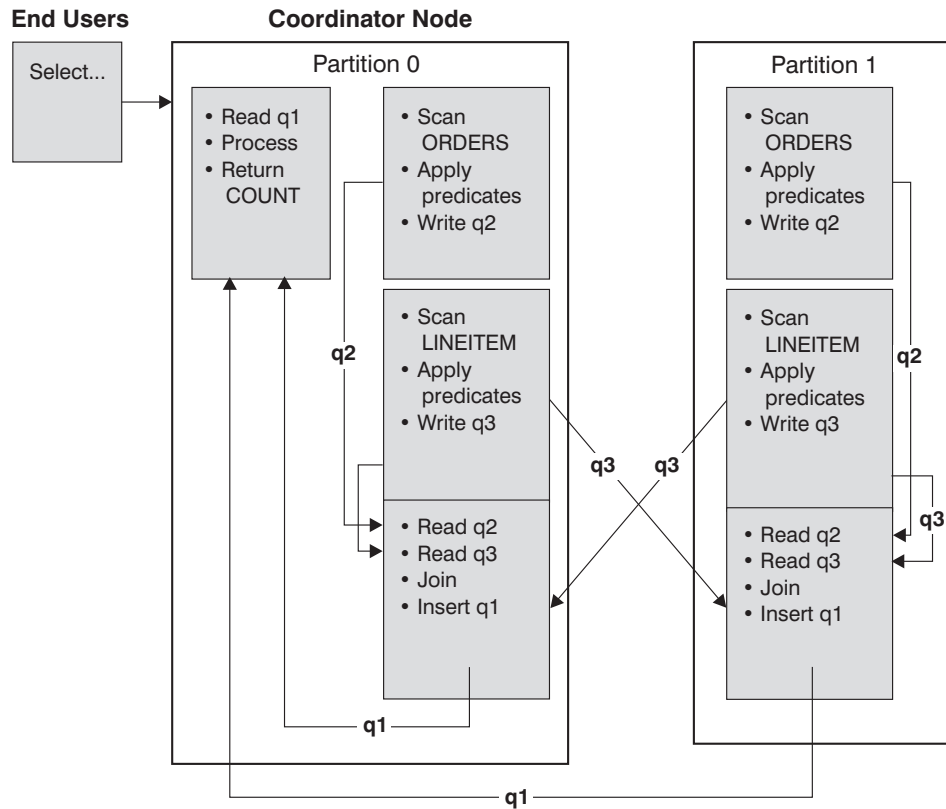 End Users
Coordinator Node
Select...
Partition 0
• Read q1
• Process
• Return
COUNT
• Scan
ORDERS
• Apply
predicates
• Write q2
q2
• Scan
LINEITEM
• Apply
predicates
• Write q3
• Read q2
• Read q3
• Join
• Insert q1
q1
q3
q3
Partition 1
• Scan
ORDERS
• Apply
predicates
• Write q2
q2
• Scan
LINEITEM
• Apply
predicates
• Write q3
q3
• Read q2
• Read q3
• Join
• Insert q1
q1